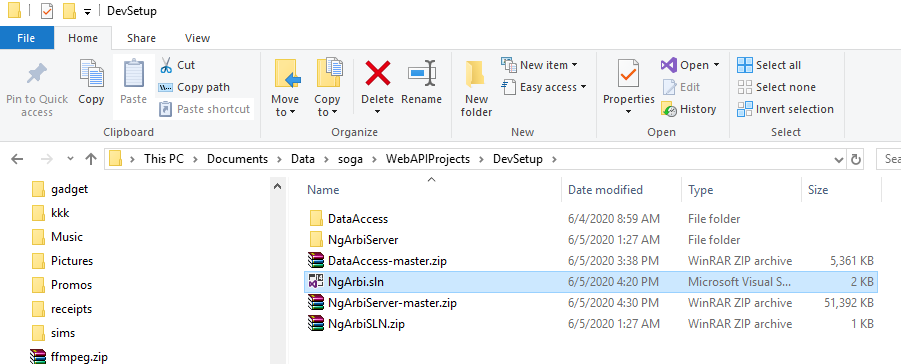 DevSetup
File Home Share View
Pin to Quick access
Copy
Paste
Cut
Copy path
Paste shortcut
Clipboard
Move to
Copy to
Delete
Rename
Organize
New folder
New item
Easy access
New
Properties
Open
Edit
History
Open
Select all
Select none
Invert selection
Select
This PC > Documents > Data > soga > WebAPIProjects > DevSetup >
Sea
gadget
kkk
Music
Pictures
Promos
receipts
sims
ffmpeg.zip
Name Date modified Type Size
DataAccess 6/4/2020 8:59 AM File folder
NgArbiServer 6/5/2020 1:27 AM File folder
DataAccess-master.zip 6/5/2020 3:38 PM WinRAR ZIP archive 5,361 KB
NgArbi.sln 6/5/2020 4:20 PM Microsoft Visual S... 2 KB
NgArbiServer-master.zip 6/5/2020 4:30 PM WinRAR ZIP archive 51,392 KB
NgArbiSLN.zip 6/5/2020 1:27 AM WinRAR ZIP archive 1 KB